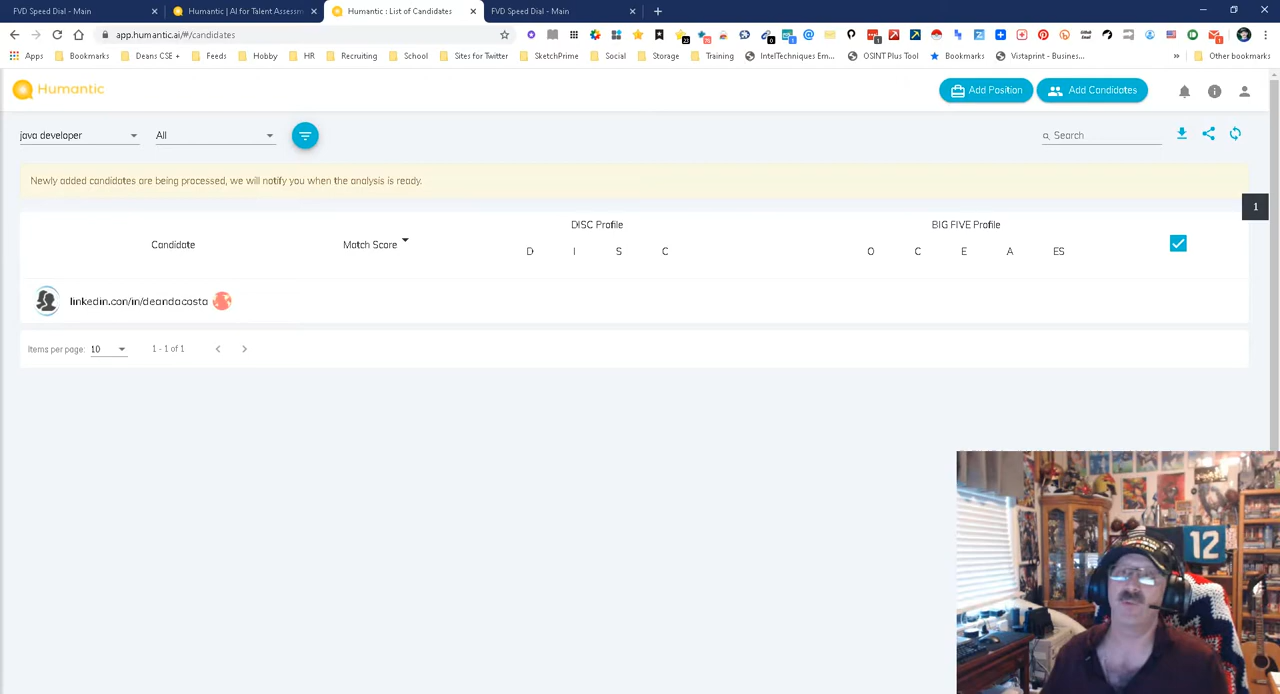 FVD Speed Dial - Main
Humantic | AI for Talent Assessm
Humantic : List of Candidates
FVD Speed Dial - Main
app.humantic.ai/#/candidates
Apps
Bookmarks
Deans CSE +
Feeds
Hobby
HR
Recruiting
School
Sites for Twitter
SketchPrime
Social
Storage
Training
IntelTechniques Em...
OSINT Plus Tool
Bookmarks
Vistaprint - Busines...
»
Other bookmarks
Humantic
Add Position
Add Candidates
java developer
All
Search
Newly added candidates are being processed, we will notify you when the analysis is ready.
1
DISC Profile
BIG FIVE Profile
Candidate
Match Score
D I S C
O C E A ES
linkedin.con/in/deandacosta
Items per page: 10
1 - 1 of 1
12